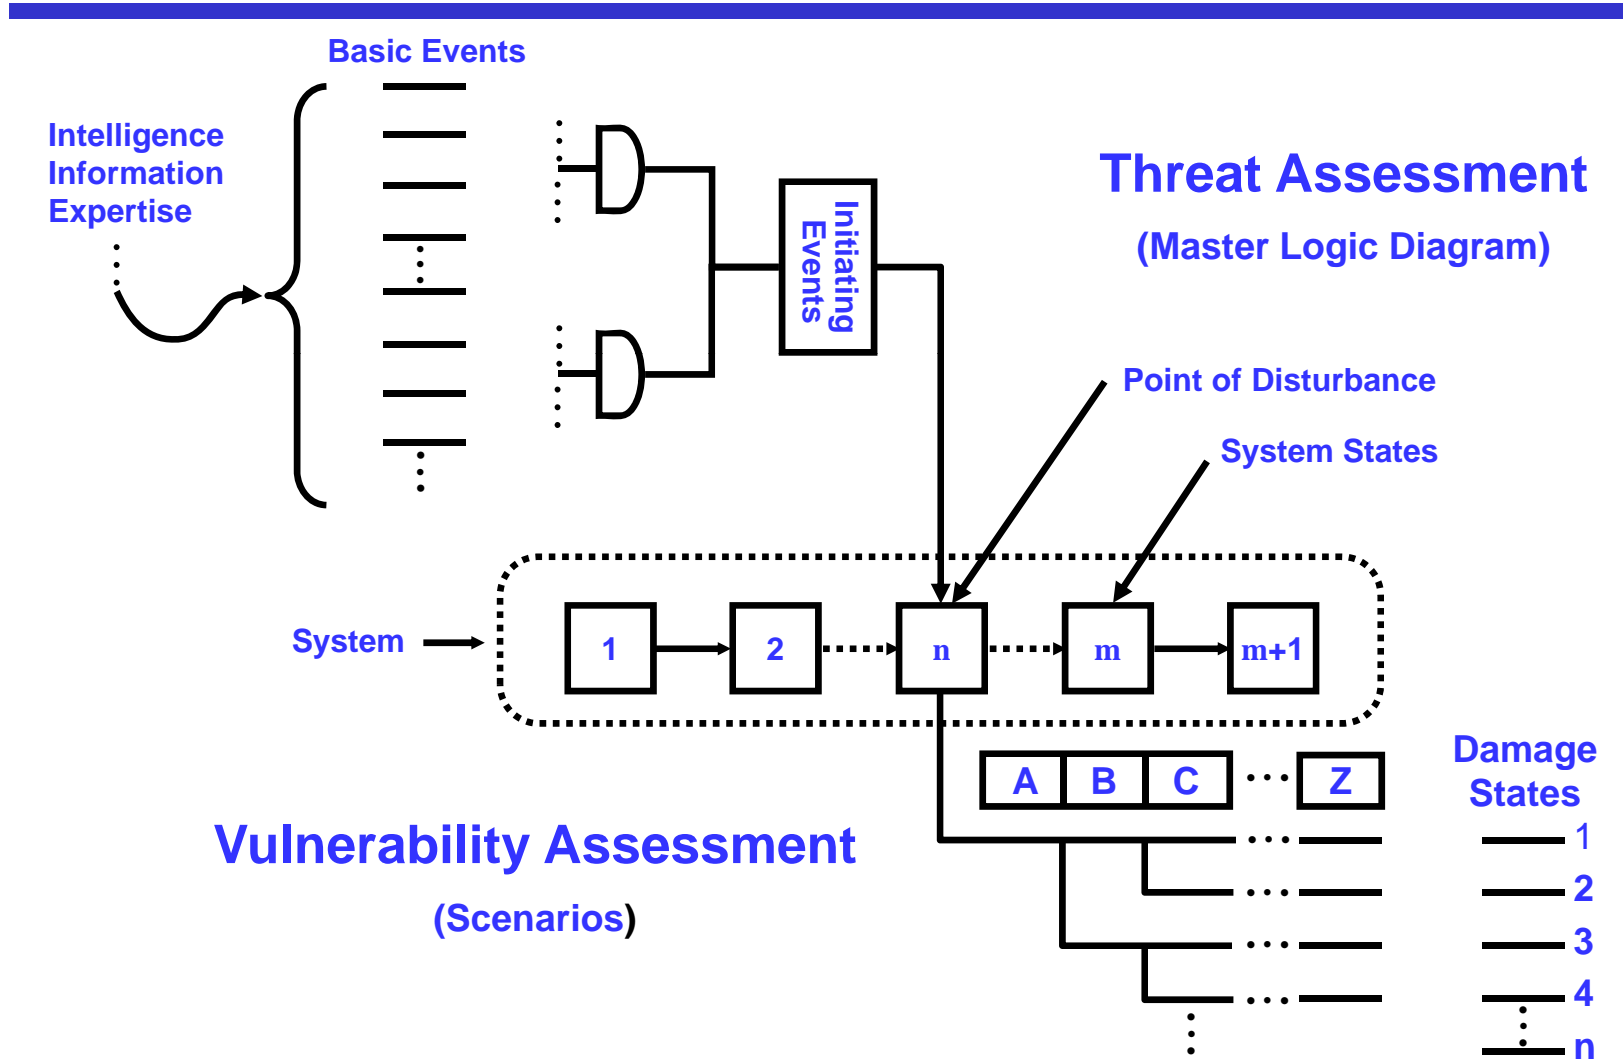 Basic Events
Intelligence
Information
Expertise
Threat Assessment
(Master Logic Diagram)
Initiating
Events
Point of Disturbance
System States
System
1
2
n
m
m+1
A
B
C
Z
Damage
States
Vulnerability Assessment
(Scenarios)
1
2
3
4
n